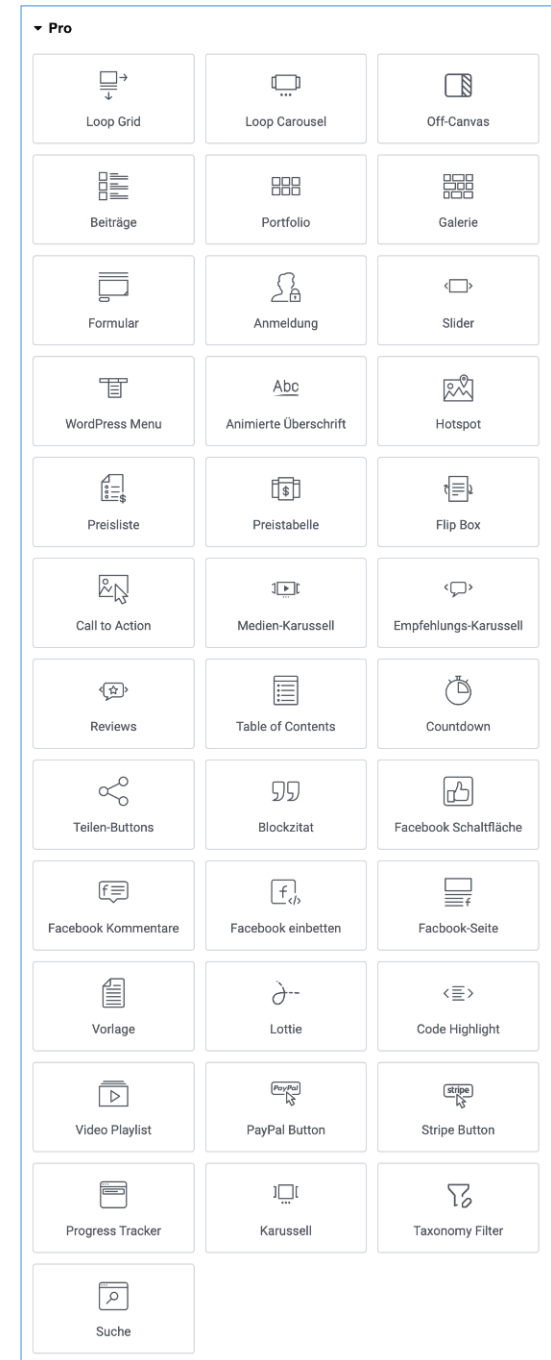 Pro
Loop Grid
Loop Carousel
Off-Canvas
Beiträge
Portfolio
Galerie
Formular
Anmeldung
Slider
WordPress Menu
Abc
Animierte Überschrift
Hotspot
$
$
Preisliste
Preistabelle
Flip Box
Call to Action
Medien-Karussell
Empfehlungs-Karussell
Reviews
Table of Contents
Countdown
Teilen-Buttons
Blockzitat
Facebook Schaltfläche
f
f </>
f
Facebook Kommentare
Facebook einbetten
Facbook-Seite
Vorlage
Lottie
Code Highlight
PayPal
stripe
Video Playlist
PayPal Button
Stripe Button
Progress Tracker
Karussell
Taxonomy Filter
Suche